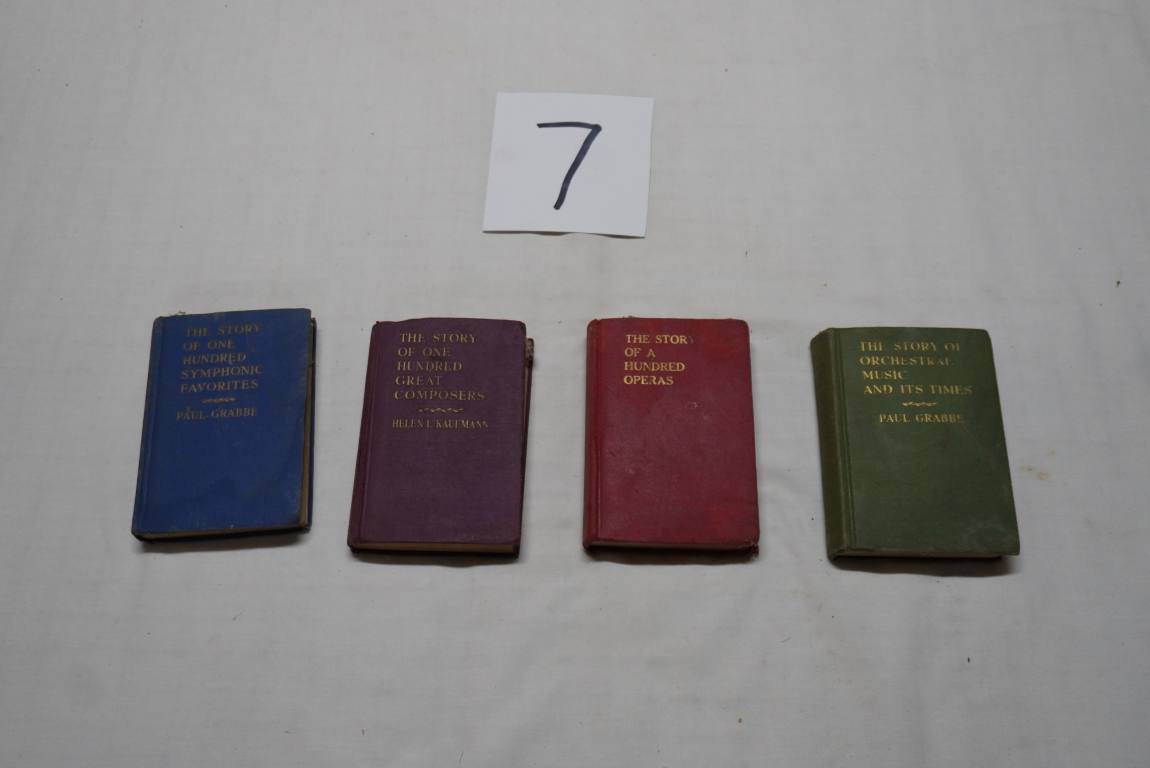 7
THE STORY
OF ONE
HUNDRED
SYMPHONIC
FAVORITES
PAUL GRABBE
THE STORY
OF ONE
HUNDRED
GREAT
COMPOSERS
HELEN L. KAUFMANN
THE STORY
OF A
HUNDRED
OPERAS
THE STORY OF
ORCHESTRAL
MUSIC
AND ITS TIMES
PAUL GRABBE